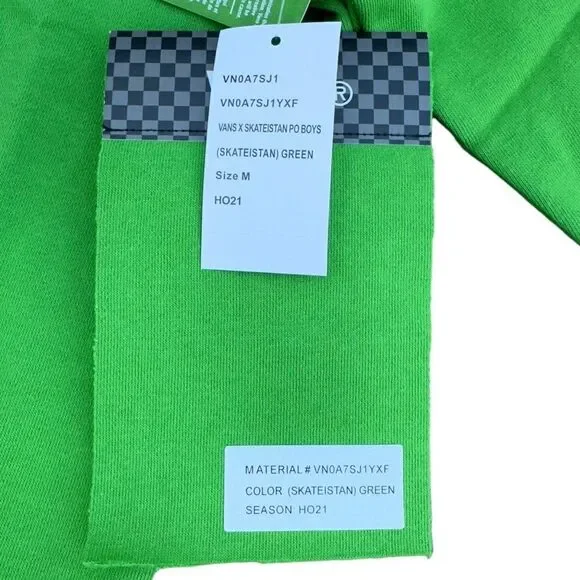 VN0A7SJ1
VN0A7SJ1YXF
VANS X SKATEISTAN PO BOYS
(SKATEISTAN) GREEN
Size M
HO21
®
MATERIAL# VN0A7SJ1YXF
COLOR (SKATEISTAN) GREEN
SEASON HO21